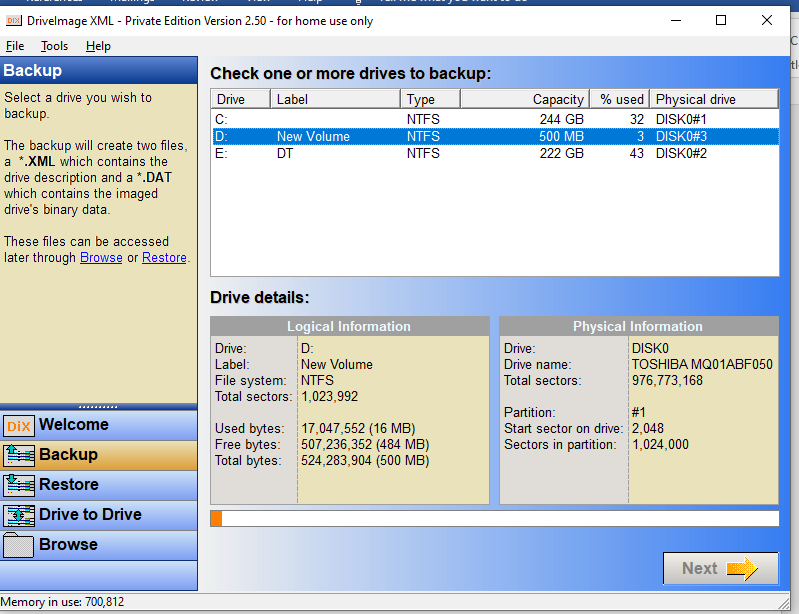 DriveImage XML - Private Edition Version 2.50 - for home use only
File Tools Help
Backup
Select a drive you wish to
backup.
The backup will create two files,
a *.XML which contains the
drive description and a *.DAT
which contains the imaged
drive's binary data.
These files can be accessed
later through Browse or Restore.
DiX Welcome
Backup
Restore
Drive to Drive
Browse
Check one or more drives to backup:
Drive Label Type Capacity % used Physical drive
C: NTFS 244 GB 32 DISK0#1
D: New Volume NTFS 500 MB 3 DISK0#3
E: DT NTFS 222 GB 43 DISK0#2
Drive details:
Logical Information
Drive: D:
Label: New Volume
File system: NTFS
Total sectors: 1,023,992
Used bytes: 17,047,552 (16 MB)
Free bytes: 507,236,352 (484 MB)
Total bytes: 524,283,904 (500 MB)
Physical Information
Drive: DISK0
Drive name: TOSHIBA MQ01ABF050
Total sectors: 976,773,168
Partition: #1
Start sector on drive: 2,048
Sectors in partition: 1,024,000
Next
Memory in use: 700,812